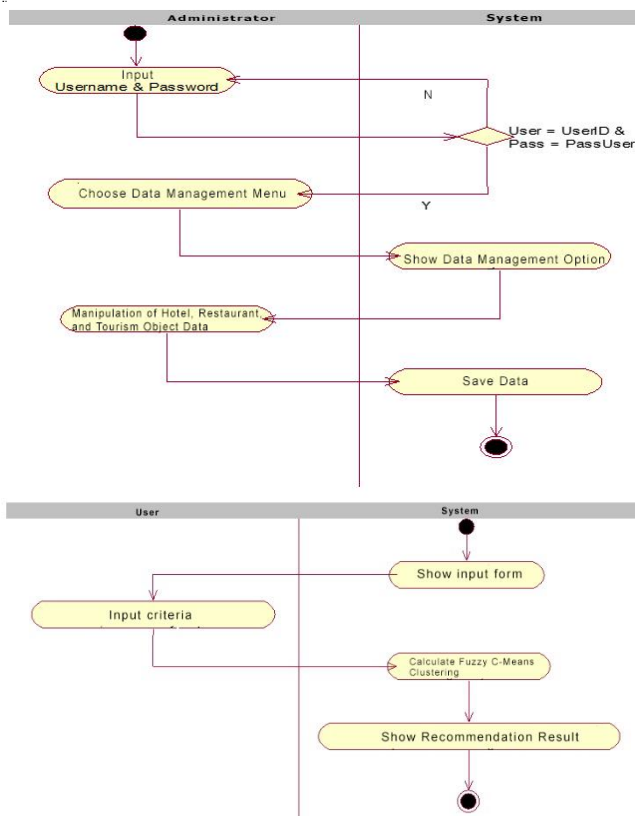 Administrator
System
Input
Username & Password
N
User = UserID &
Pass = PassUser
Choose Data Management Menu
Y
Show Data Management Option
Manipulation of Hotel, Restaurant,
and Tourism Object Data
Save Data
User
System
Show input form
Input criteria
Calculate Fuzzy C-Means
Clustering
Show Recommendation Result